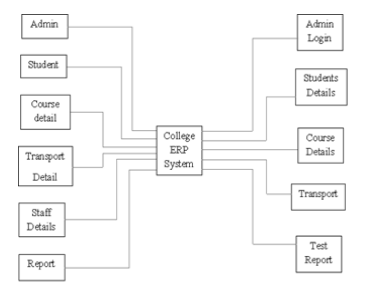 Admin
Student
Course
detail
Transport
Detail
Staff
Details
Report
College
ERP
System
Admin
Login
Students
Details
Course
Details
Transport
Test
Report